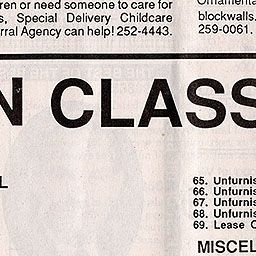 ren or need someone to care for
s, Special Delivery Childcare
rral Agency can help! 252-4443.
Ornamental
blockwalls.
259-0061.
N CLASS
L
65. Unfurnis
66. Unfurnis
67. Unfurnis
68. Unfurnis
69. Lease O
MISCEL